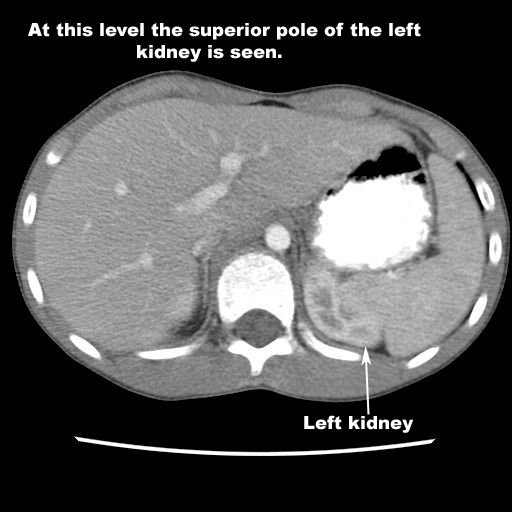 At this level the superior pole of the left
kidney is seen.
Left kidney